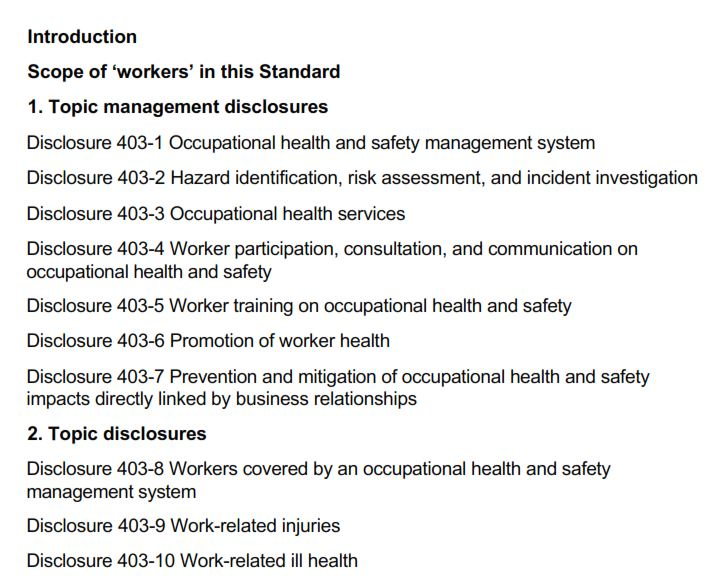 Introduction
Scope of ‘workers’ in this Standard
1. Topic management disclosures
Disclosure 403-1 Occupational health and safety management system
Disclosure 403-2 Hazard identification, risk assessment, and incident investigation
Disclosure 403-3 Occupational health services
Disclosure 403-4 Worker participation, consultation, and communication on
occupational health and safety
Disclosure 403-5 Worker training on occupational health and safety
Disclosure 403-6 Promotion of worker health
Disclosure 403-7 Prevention and mitigation of occupational health and safety
impacts directly linked by business relationships
2. Topic disclosures
Disclosure 403-8 Workers covered by an occupational health and safety
management system
Disclosure 403-9 Work-related injuries
Disclosure 403-10 Work-related ill health